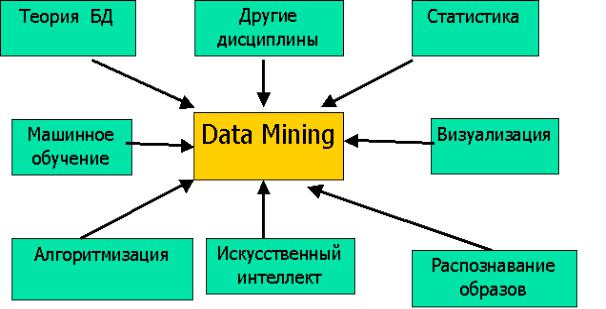 Теория БД
Другие
дисциплины
Статистика
Машинное
обучение
Data Mining
Визуализация
Алгоритмизация
Искусственный
интеллект
Распознавание
образов